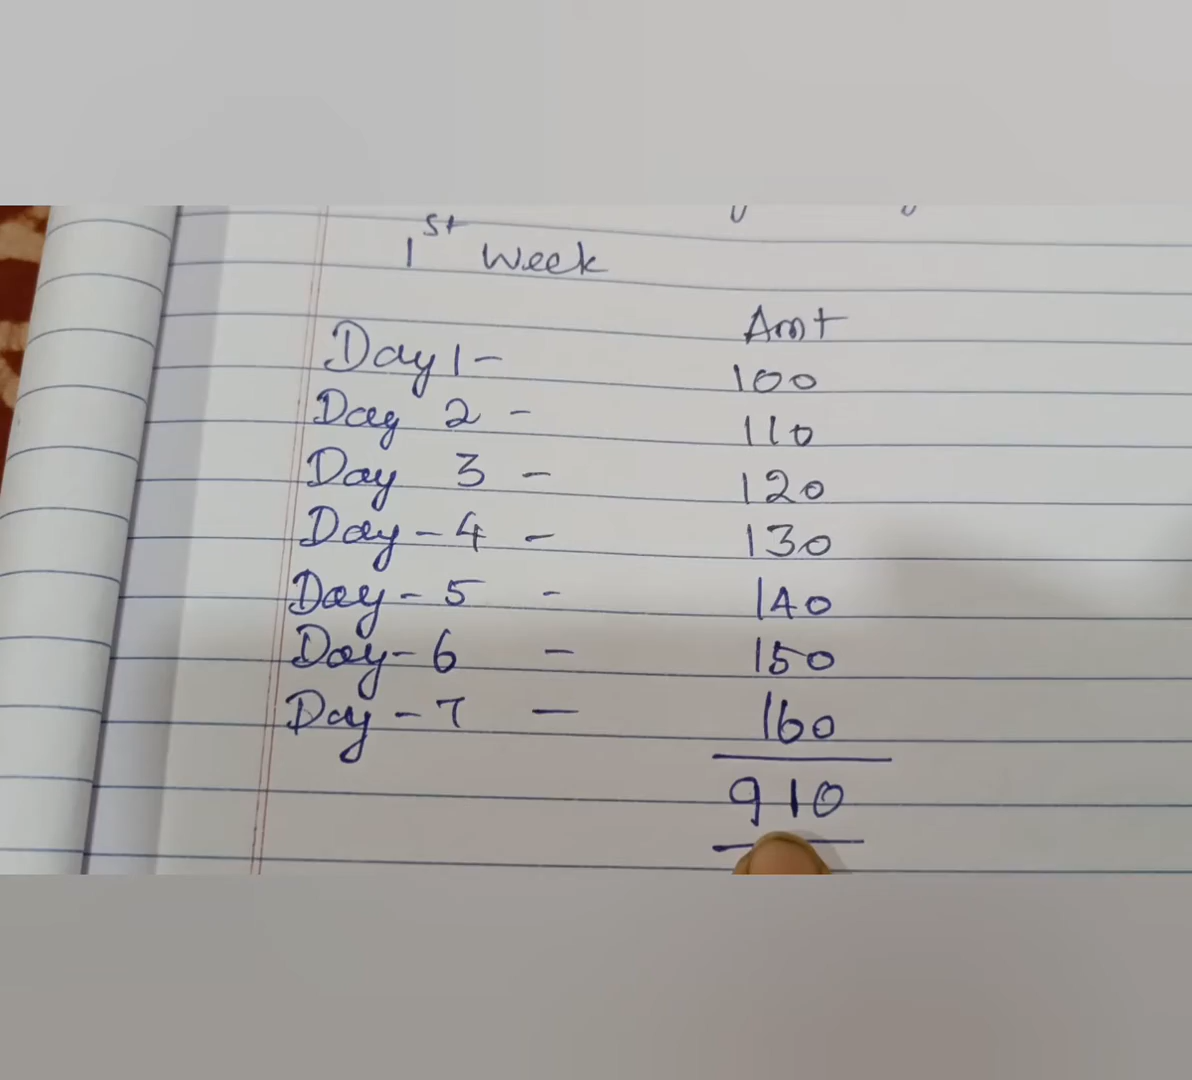 1st Week
Amt
Day 1 - 100
Day 2 - 110
Day 3 - 120
Day - 4 - 130
Day - 5 - 140
Day - 6 - 150
Day - 7 - 160
910